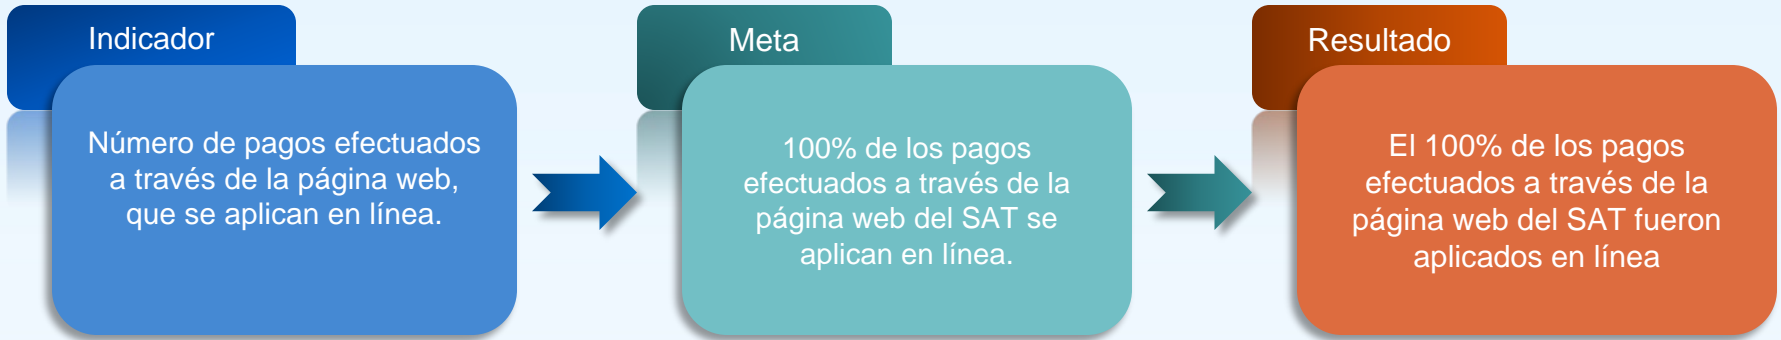 Indicador
Número de pagos efectuados
a través de la página web,
que se aplican en línea.
Meta
100% de los pagos
efectuados a través de la
página web del SAT se
aplican en línea.
Resultado
El 100% de los pagos
efectuados a través de la
página web del SAT fueron
aplicados en línea